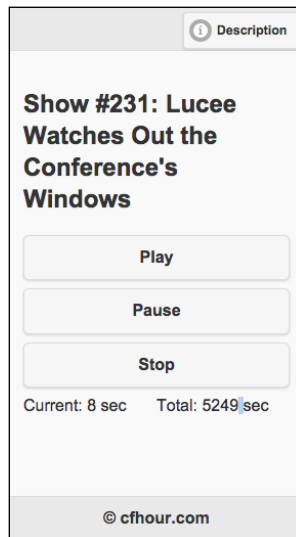 Description
Show #231: Lucee
Watches Out the
Conference's
Windows
Play
Pause
Stop
Current: 8 sec Total: 5249 sec
© cfhour.com